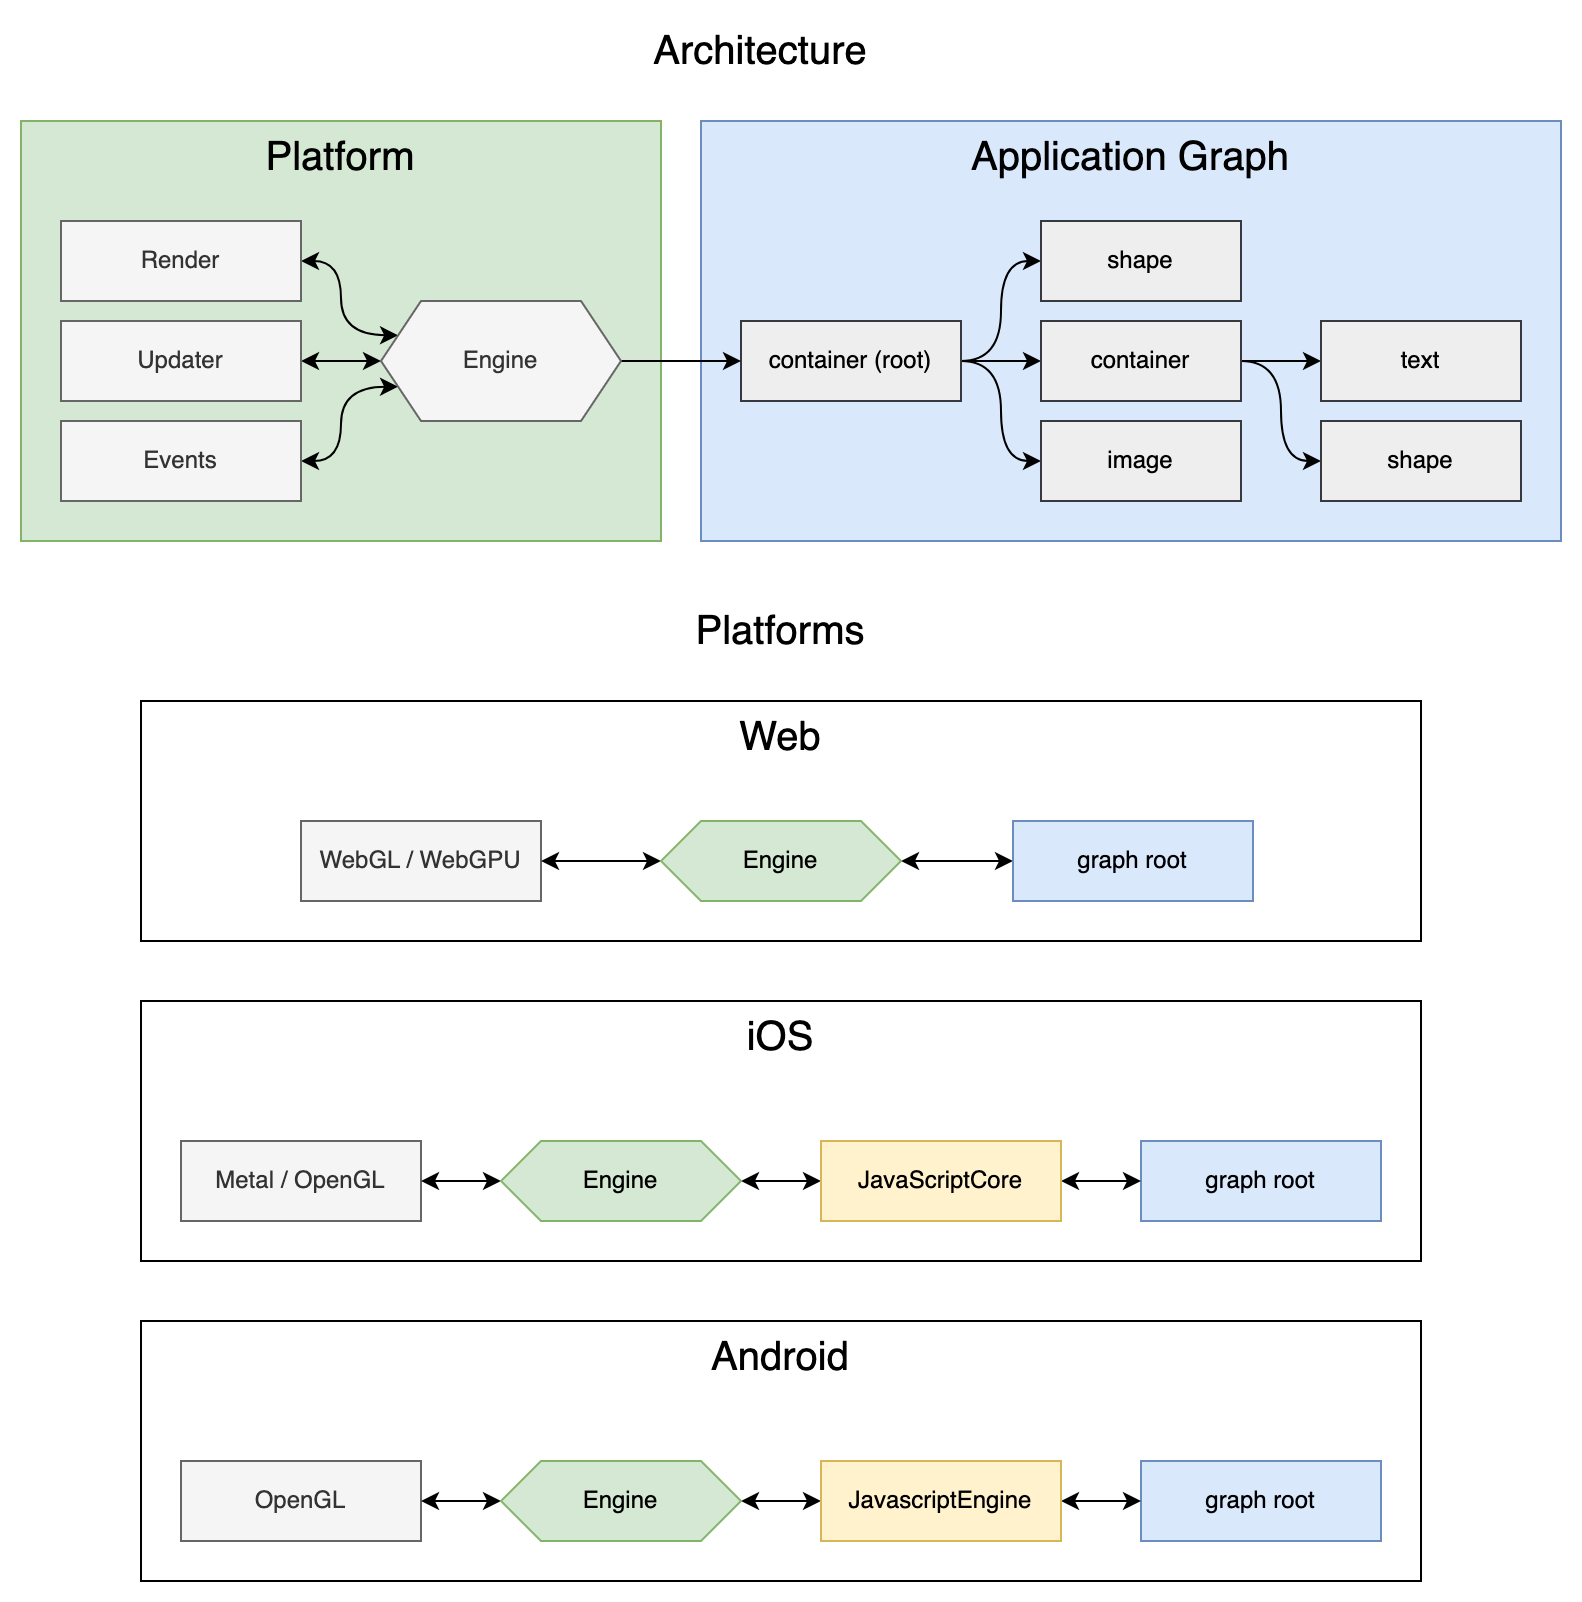 Architecture
Platform
Render
Updater
Events
Engine
Application Graph
container (root)
shape
container
image
text
shape
Platforms
Web
WebGL / WebGPU
Engine
graph root
iOS
Metal / OpenGL
Engine
JavaScriptCore
graph root
Android
OpenGL
Engine
JavascriptEngine
graph root